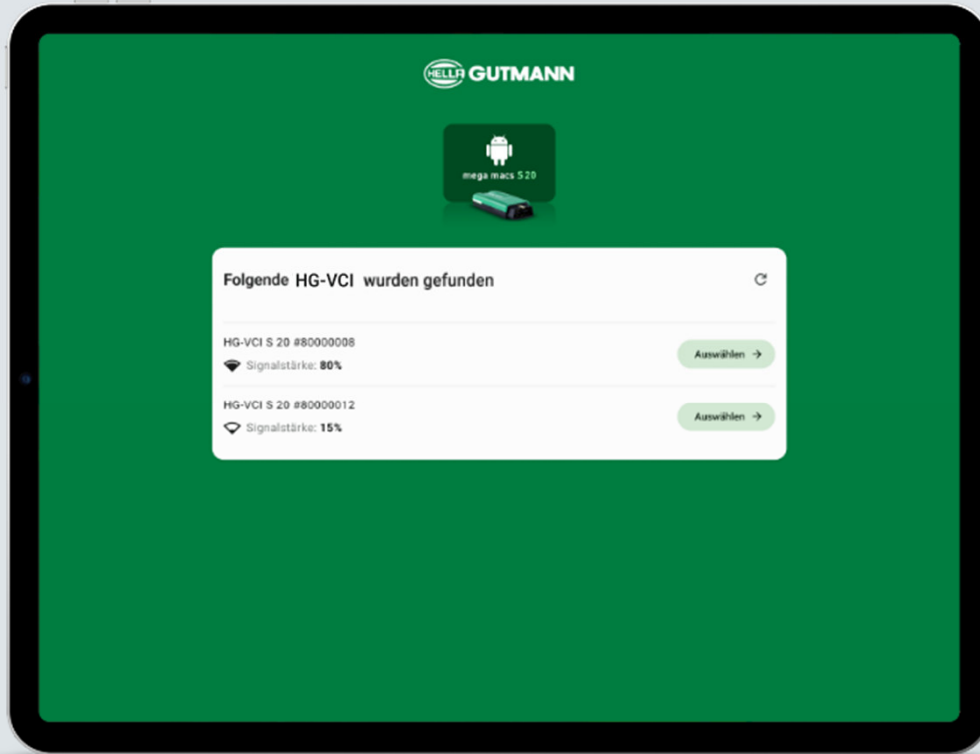 HELLA GUTMANN
mega macs S20
Folgende HG-VCI wurden gefunden
HG-VCI S 20 #80000008
Signalstärke: 80%
Auswählen
HG-VCI S 20 #80000012
Signalstärke: 15%
Auswählen